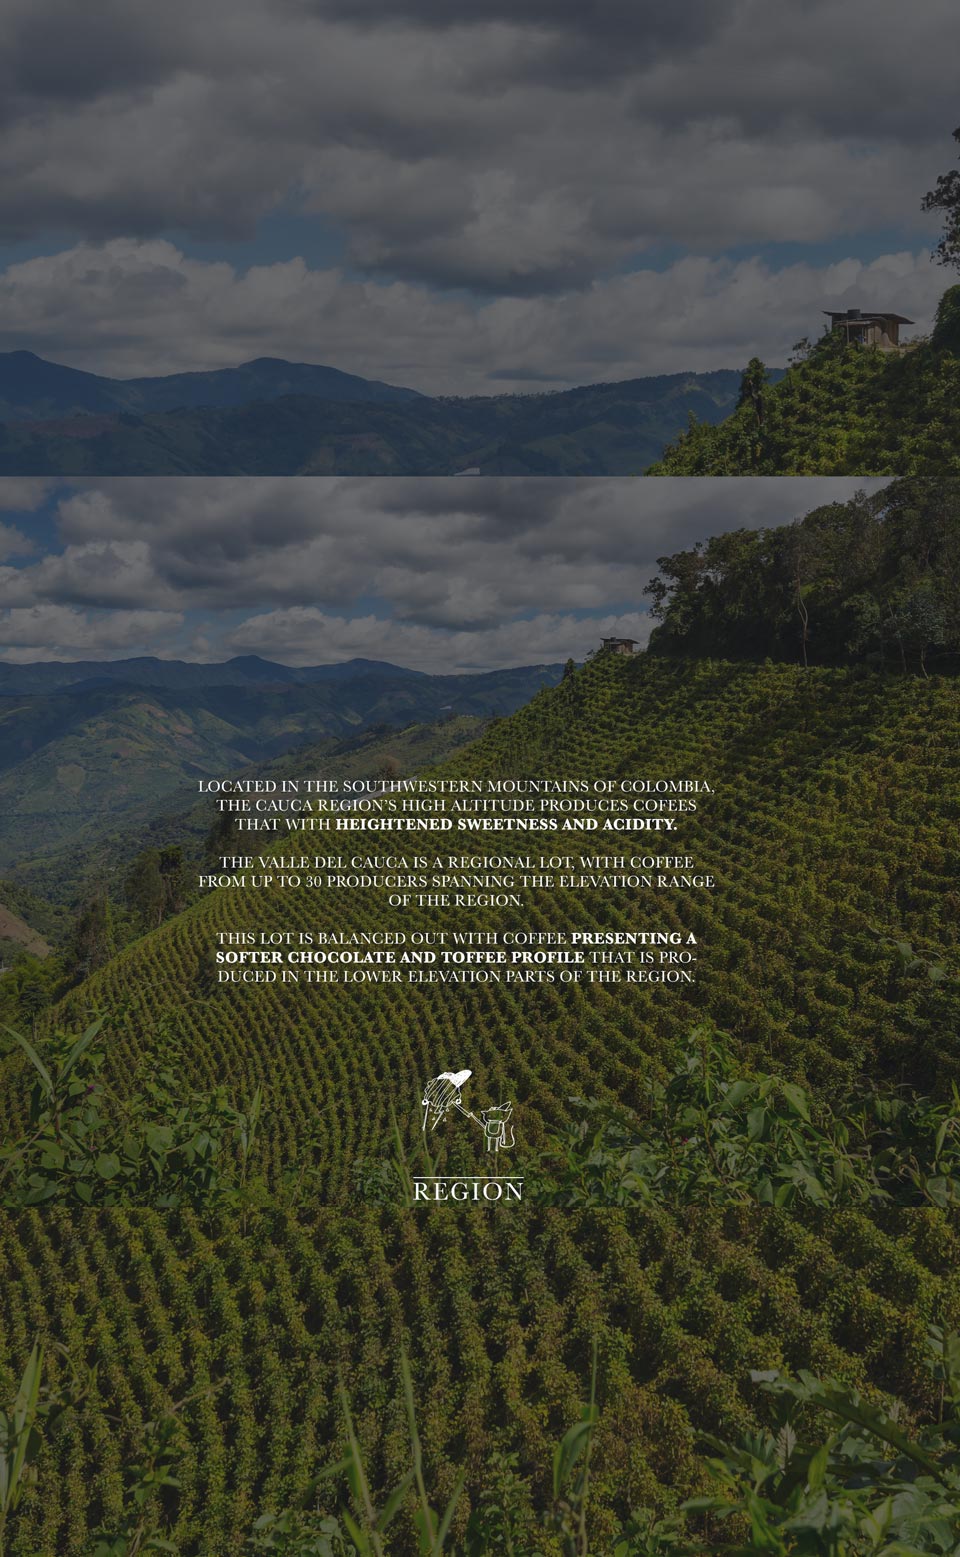 LOCATED IN THE SOUTHWESTERN MOUNTAINS OF COLOMBIA,
THE CAUCA REGION'S HIGH ALTITUDE PRODUCES COFEES
THAT WITH HEIGHTENED SWEETNESS AND ACIDITY.
THE VALLE DEL CAUCA IS A REGIONAL LOT, WITH COFFEE
FROM UP TO 30 PRODUCERS SPANNING THE ELEVATION RANGE
OF THE REGION.
THIS LOT IS BALANCED OUT WITH COFFEE PRESENTING A
SOFTER CHOCOLATE AND TOFFEE PROFILE THAT IS PRO-
DUCED IN THE LOWER ELEVATION PARTS OF THE REGION.
REGION